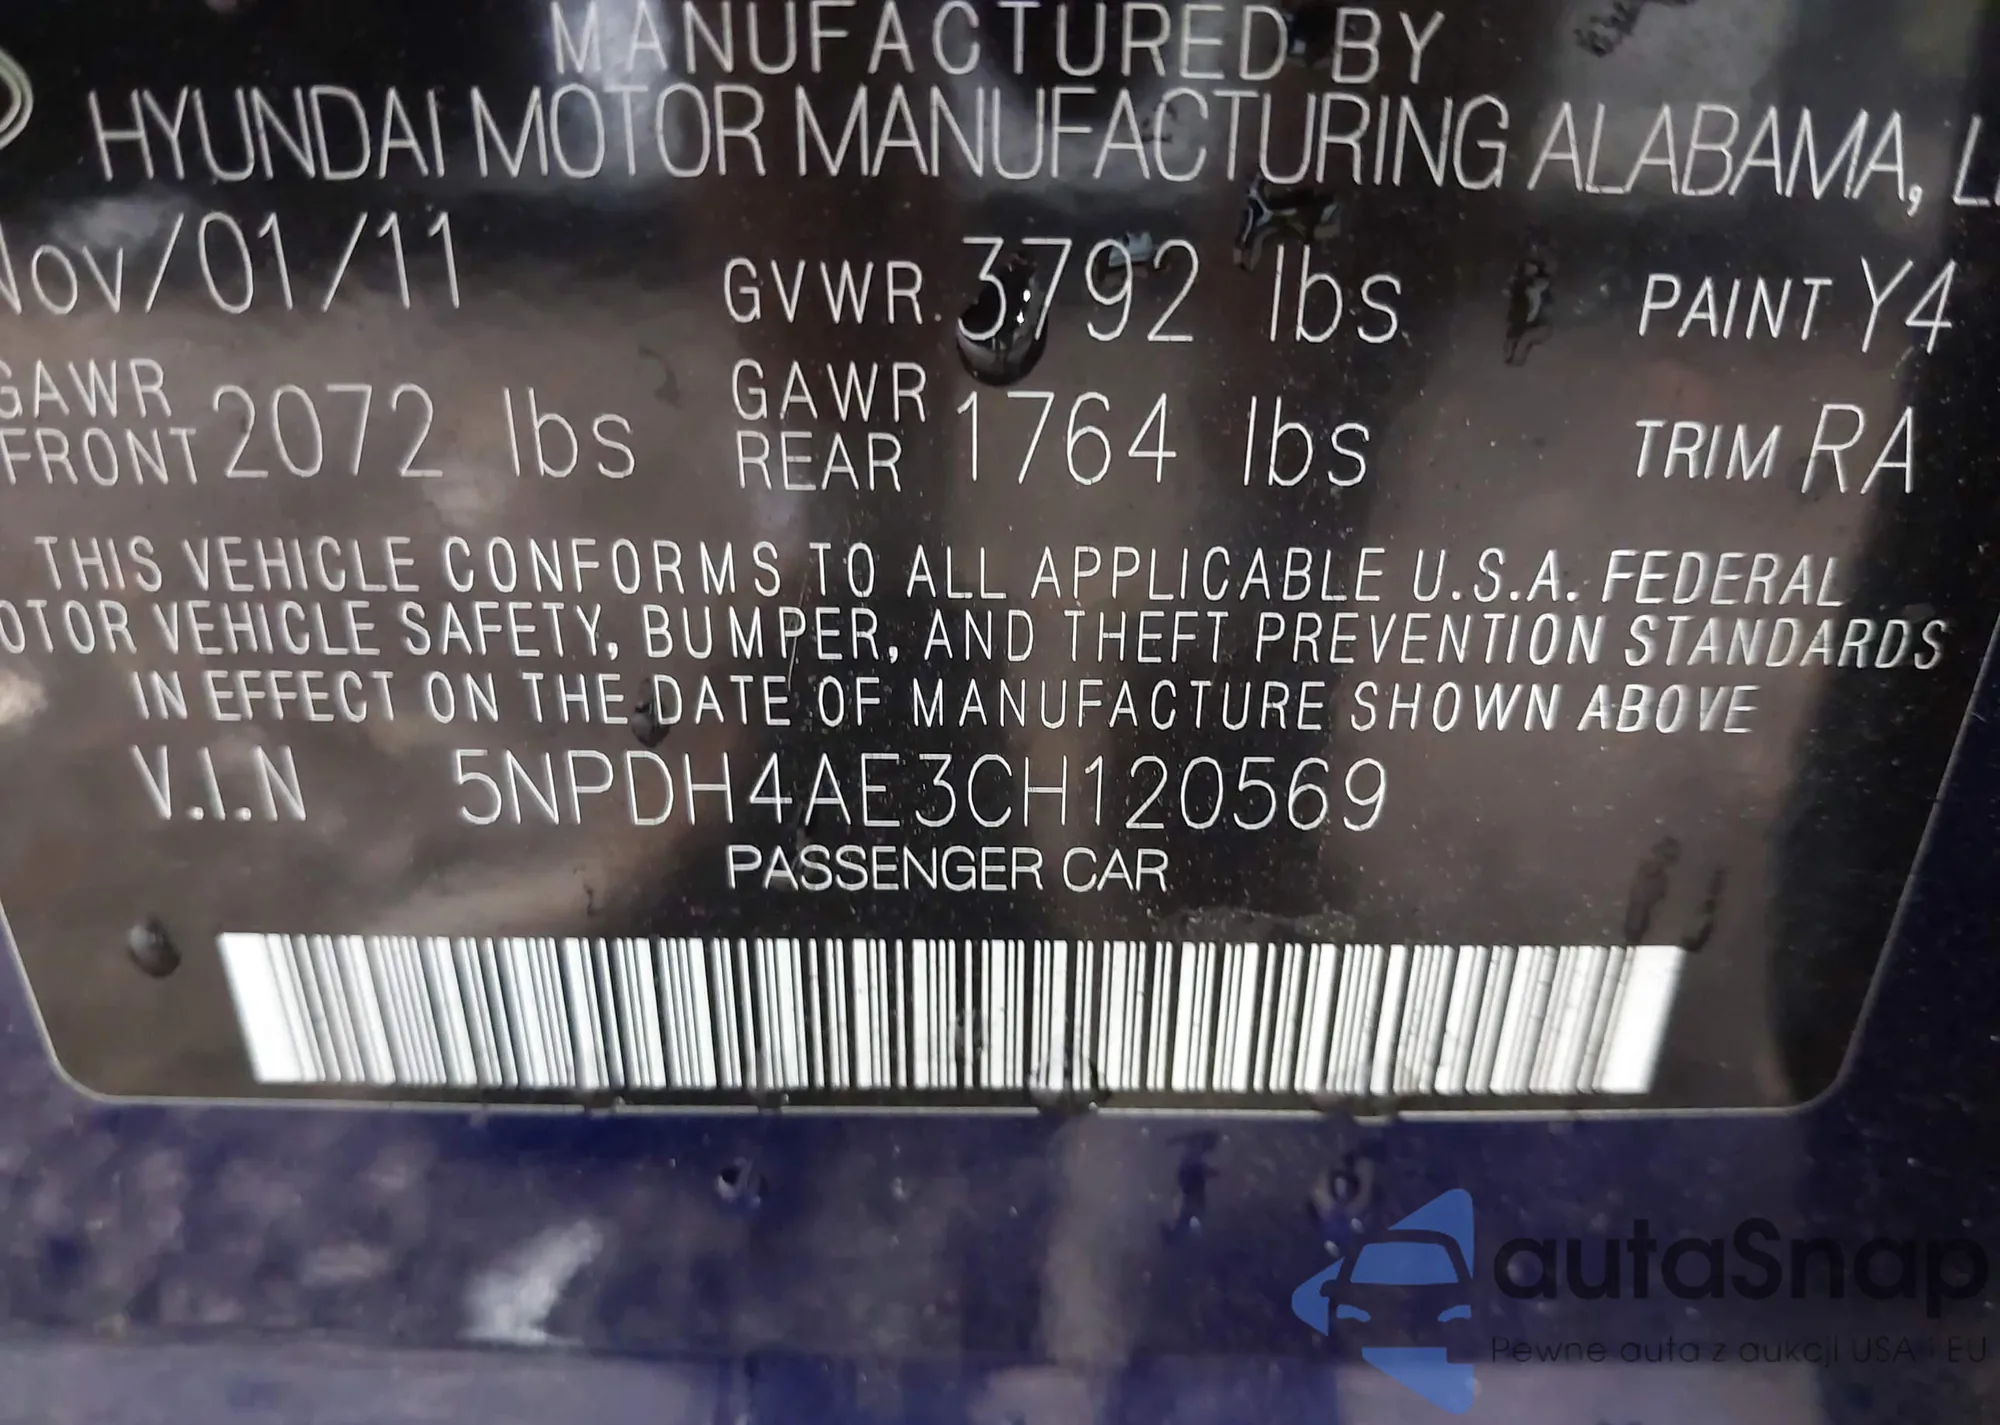 MANUFACTURED BY
HYUNDAI MOTOR MANUFACTURING ALABAMA, LL
Nov/01/11 GVWR 3792 lbs PAINT Y4
GAWR FRONT 2072 lbs GAWR REAR 1764 lbs TRIM RA
THIS VEHICLE CONFORMS TO ALL APPLICABLE U.S.A. FEDERAL
OTOR VEHICLE SAFETY, BUMPER, AND THEFT PREVENTION STANDARDS
IN EFFECT ON THE DATE OF MANUFACTURE SHOWN ABOVE
V.I.N 5NPDH4AE3CH120569
PASSENGER CAR
autaSnap
Pewne auta z aukcji USA i EU